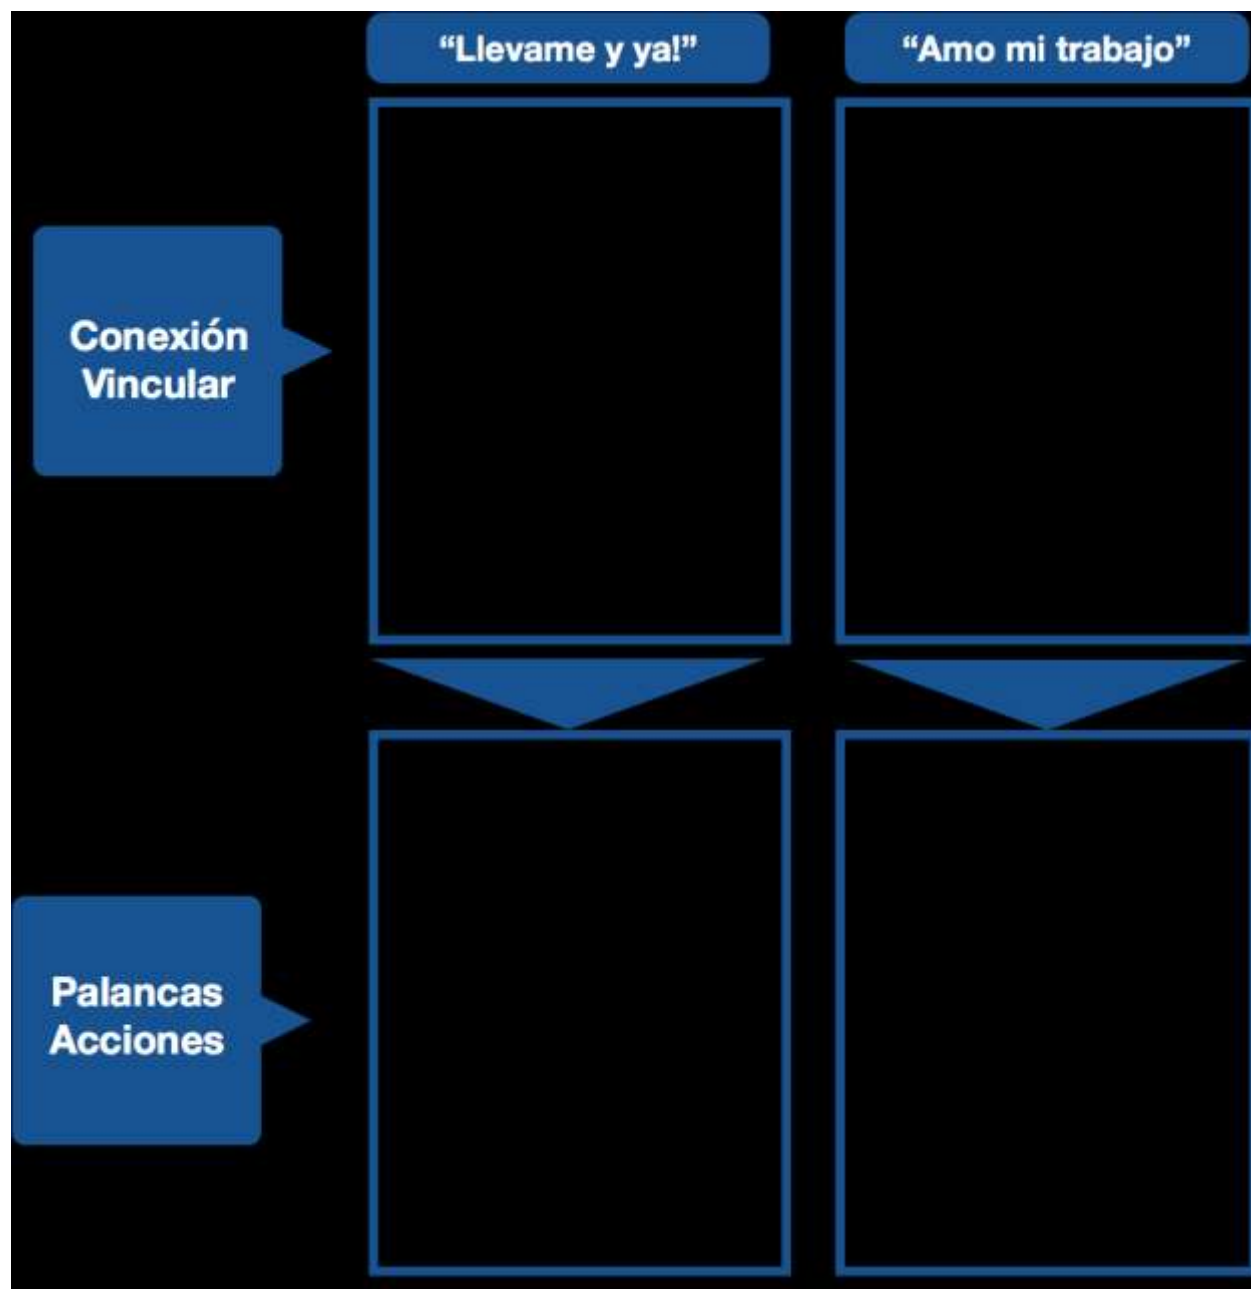 “Llevame y ya!”
“Amo mi trabajo”
Conexión
Vincular
Palancas
Acciones